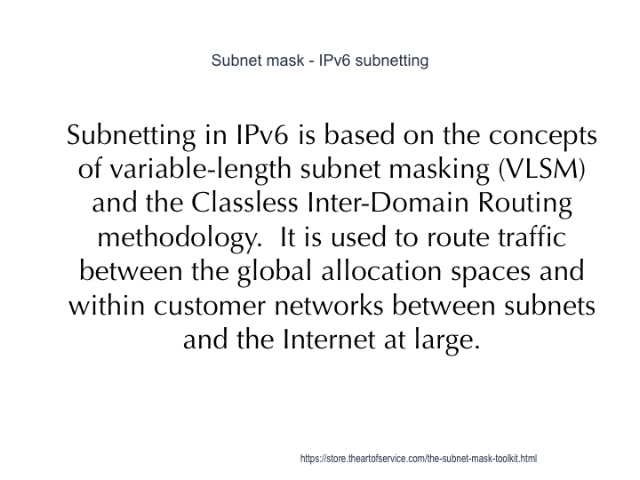 Subnet mask - IPv6 subnetting
Subnetting in IPv6 is based on the concepts
of variable-length subnet masking (VLSM)
and the Classless Inter-Domain Routing
methodology.  It is used to route traffic
between the global allocation spaces and
within customer networks between subnets
and the Internet at large.
https://store.theartofservice.com/the-subnet-mask-toolkit.html